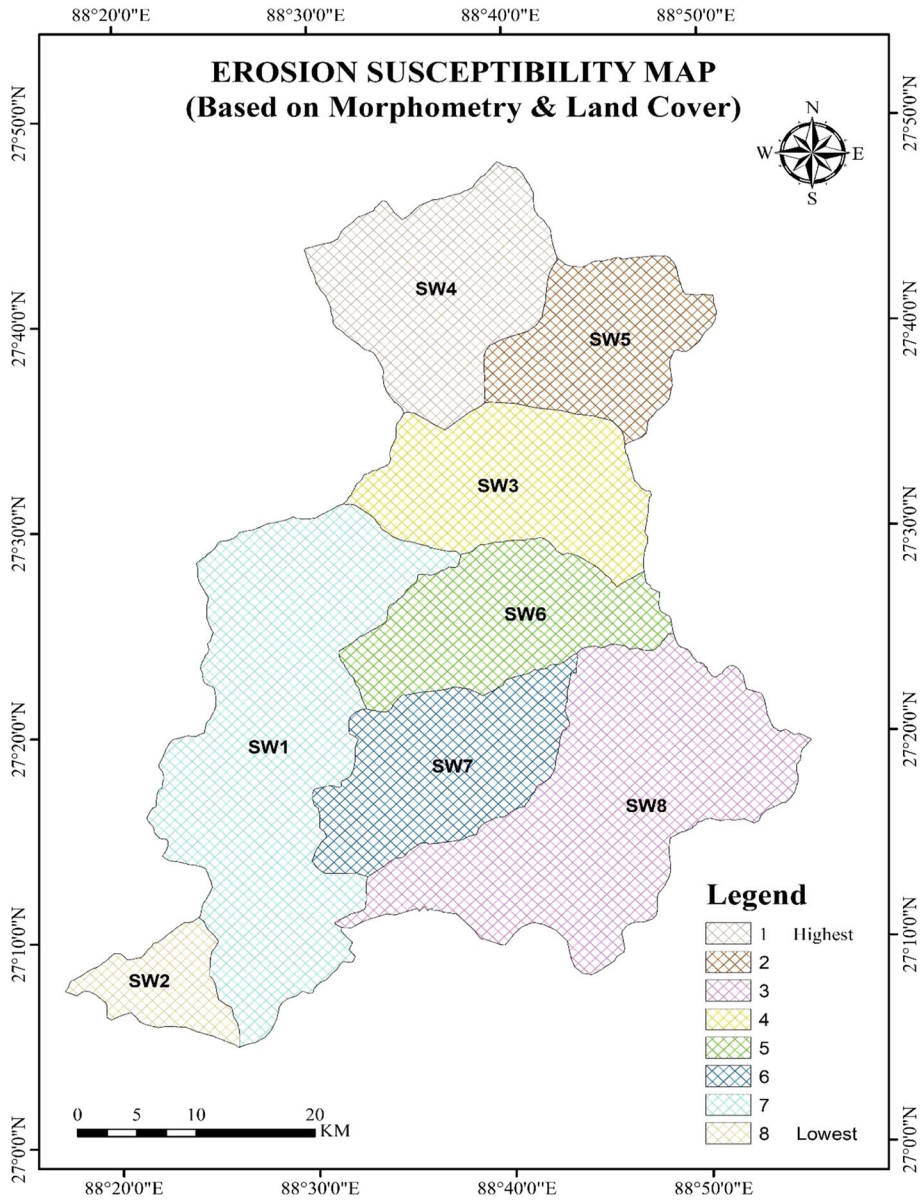 88°20'0"E 88°30'0"E 88°40'0"E 88°50'0"E
EROSION SUSCEPTIBILITY MAP
(Based on Morphometry & Land Cover)
N
W E
S
27°50'0"N 27°50'0"N
SW4
27°40'0"N 27°40'0"N
SW5
SW3
27°30'0"N 27°30'0"N
SW6
27°20'0"N 27°20'0"N
SW1
SW7
SW8
Legend
1 Highest
2
3
4
5
6
7
8 Lowest
27°10'0"N 27°10'0"N
SW2
0 5 10 20
KM
27°0'0"N 27°0'0"N
88°20'0"E 88°30'0"E 88°40'0"E 88°50'0"E